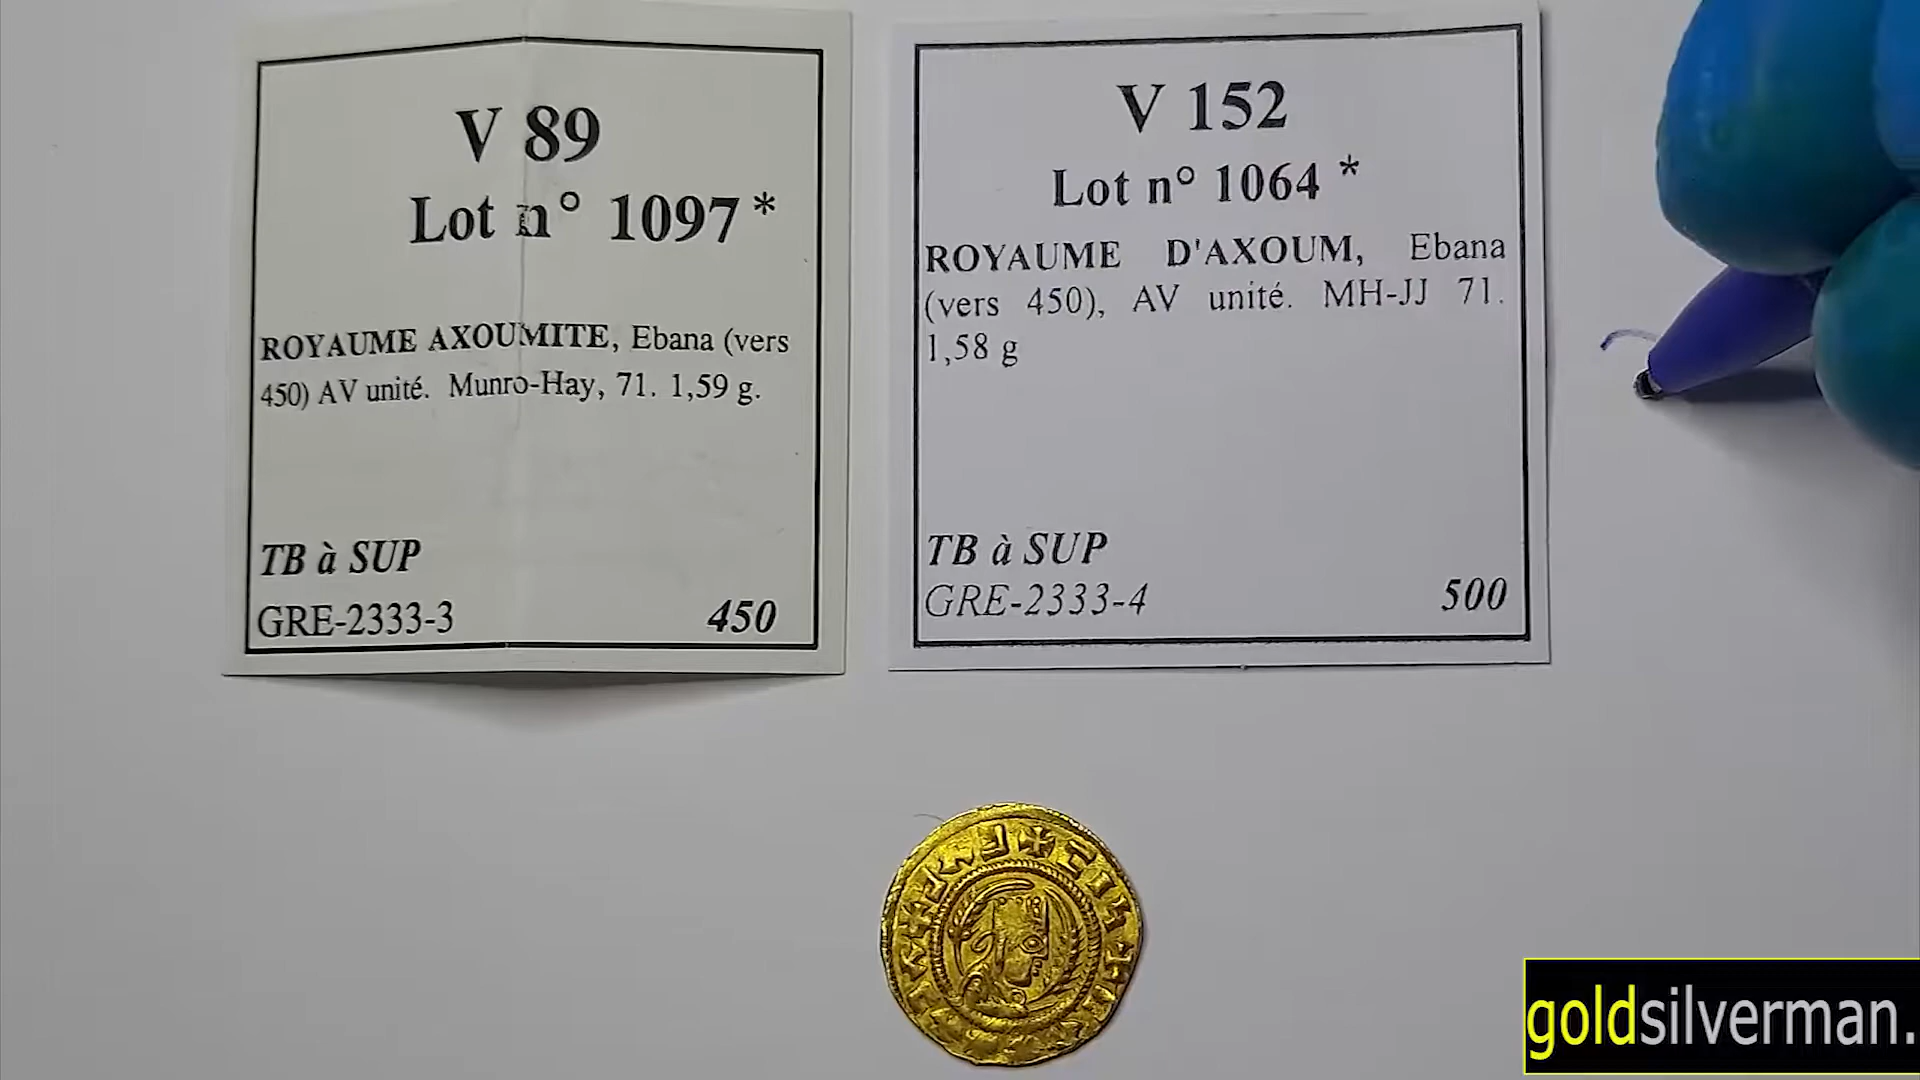 V 89
Lot n° 1097 *
ROYAUME AXOUMITE, Ebana (vers
450) AV unité. Munro-Hay, 71. 1,59 g.
TB à SUP
GRE-2333-3 450
V 152
Lot n° 1064 *
ROYAUME D'AXOUM, Ebana
(vers 450), AV unité. MH-JJ 71.
1,58 g
TB à SUP
GRE-2333-4 500
goldsilverman.